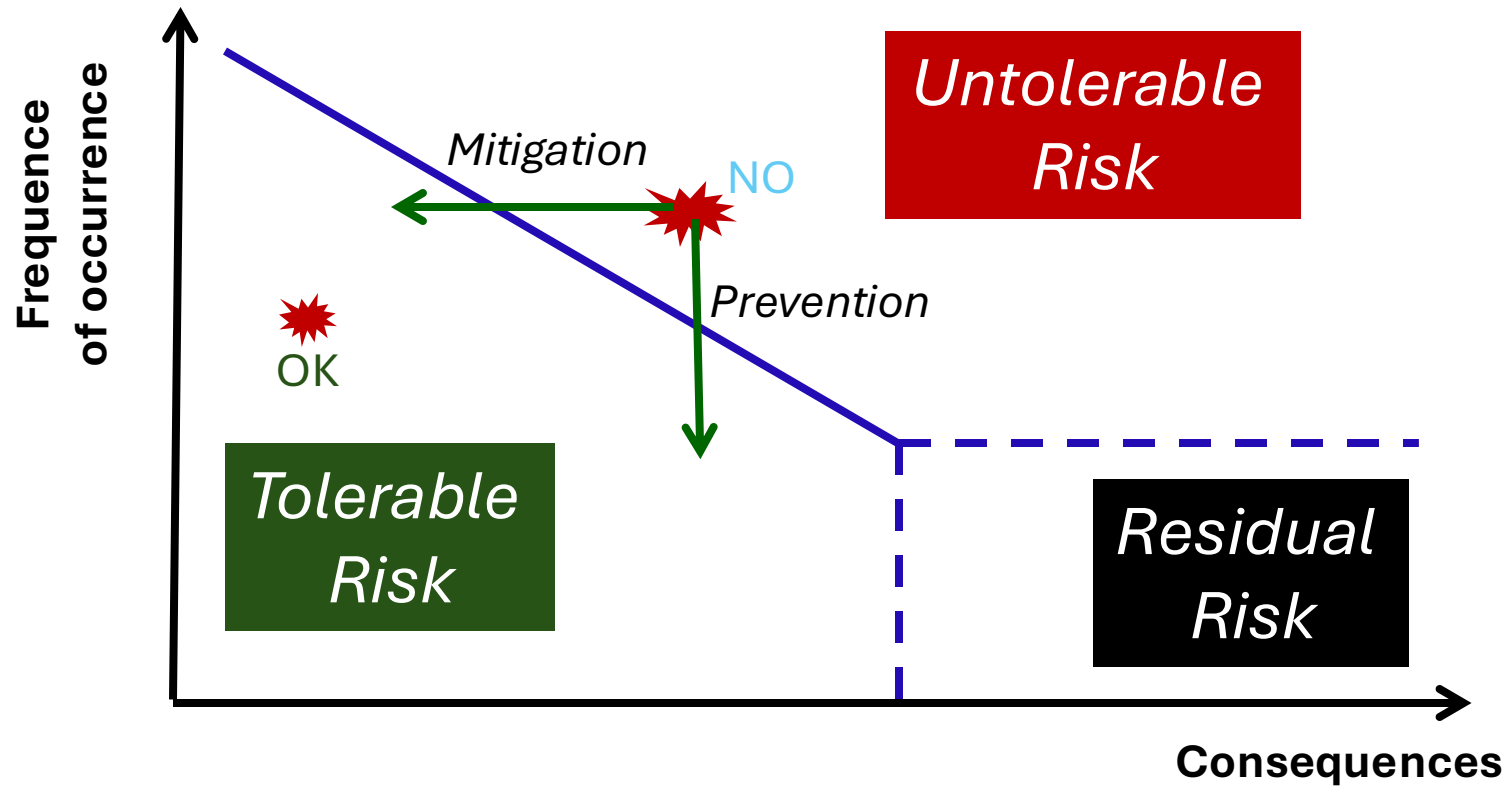 Frequence
of occurrence
Mitigation
NO
Untolerable
Risk
Prevention
OK
Tolerable
Risk
Residual
Risk
Consequences